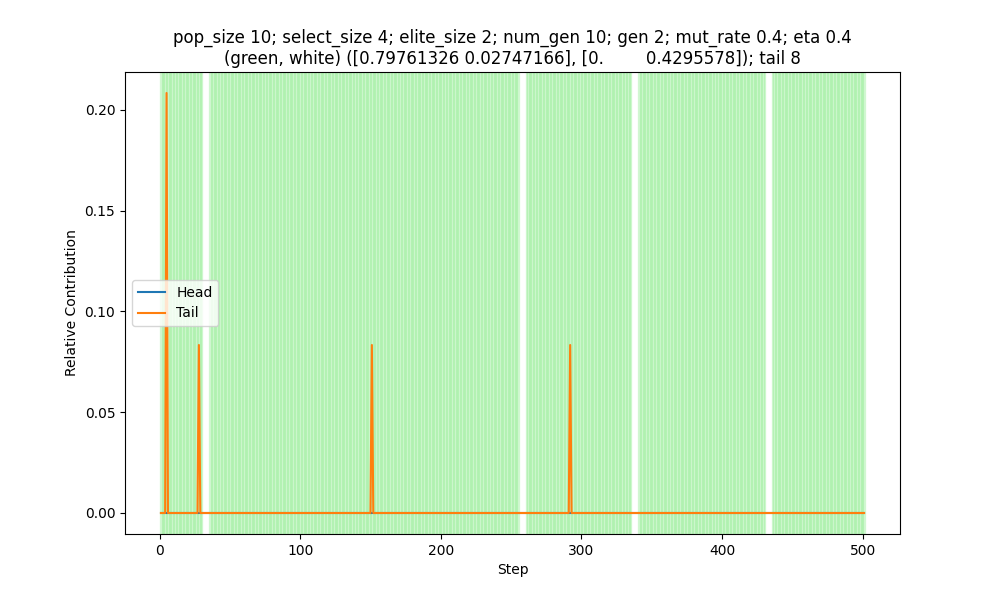 pop_size 10; select_size 4; elite_size 2; num_gen 10; gen 2; mut_rate 0.4; eta 0.4
(green, white) ([0.79761326 0.02747166], [0.        0.4295578]); tail 8
0.20
0.15
0.10
0.05
0.00
Relative Contribution
Head
Tail
0 100 200 300 400 500
Step